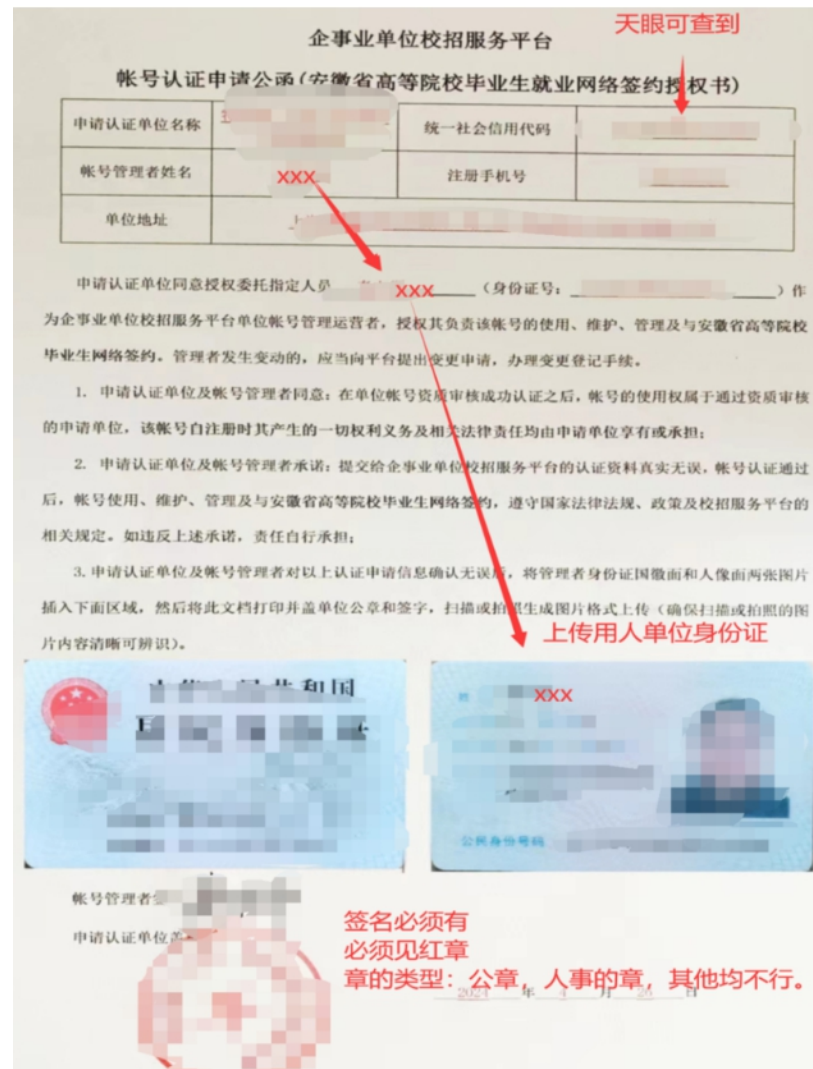 企事业单位校招服务平台
天眼可查到
帐号认证申请公函(安徽省高等院校毕业生就业网络签约授权书)
申请认证单位名称
统一社会信用代码
帐号管理者姓名
xxx
注册手机号
单位地址
申请认证单位同意授权委托指定人员 xxx （身份证号: ）作
为企事业单位校招服务平台单位帐号管理运营者，授权其负责该帐号的使用、维护、管理及与安徽省高等院校
毕业生网络签约。管理者发生变动的，应当向平台提出变更申请，办理变更登记手续。
1. 申请认证单位及帐号管理者同意: 在单位帐号资质审核成功认证之后，帐号的使用权属于通过资质审核
的申请单位，该帐号自注册时其产生的一切权利义务及相关法律责任均由申请单位享有或承担;
2. 申请认证单位及帐号管理者承诺: 提交给企事业单位校招服务平台的认证资料真实无误，帐号认证通过
后，帐号使用、维护、管理及与安徽省高等院校毕业生网络签约，遵守国家法律法规、政策及校招服务平台的
相关规定。如违反上述承诺，责任自行承担;
3. 申请认证单位及帐号管理者对以上认证申请信息确认无误后，将管理者身份证国徽面和人像面两张图片
插入下面区域，然后将此文档打印并盖单位公章和签字，扫描或拍照生成图片格式上传（确保扫描或拍照的图
片内容清晰可辨识）。
上传用人单位身份证
和国
xxx
公民身份号码
帐号管理者
申请认证单位
签名必须有
必须见红章
章的类型：公章，人事的章，其他均不行。
2024 年 4 月 26 日